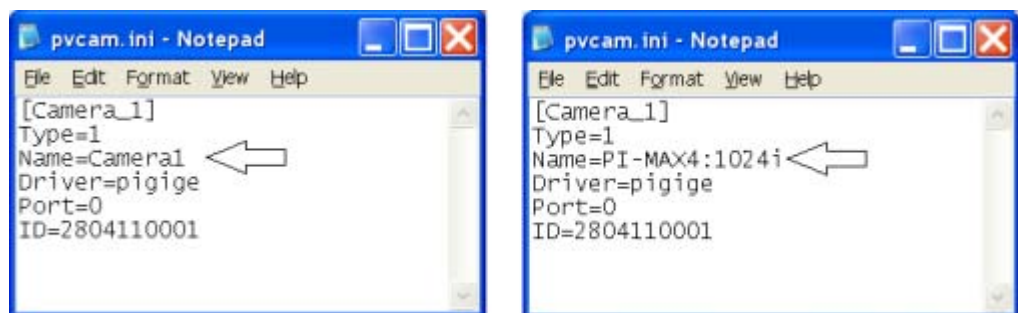 pvcam.ini - Notepad
File Edit Format View Help
[Camera_1]
Type=1
Name=Camera1
Driver=pigige
Port=0
ID=2804110001
pvcam.ini - Notepad
File Edit Format View Help
[Camera_1]
Type=1
Name=PI-MAX4:1024i
Driver=pigige
Port=0
ID=2804110001